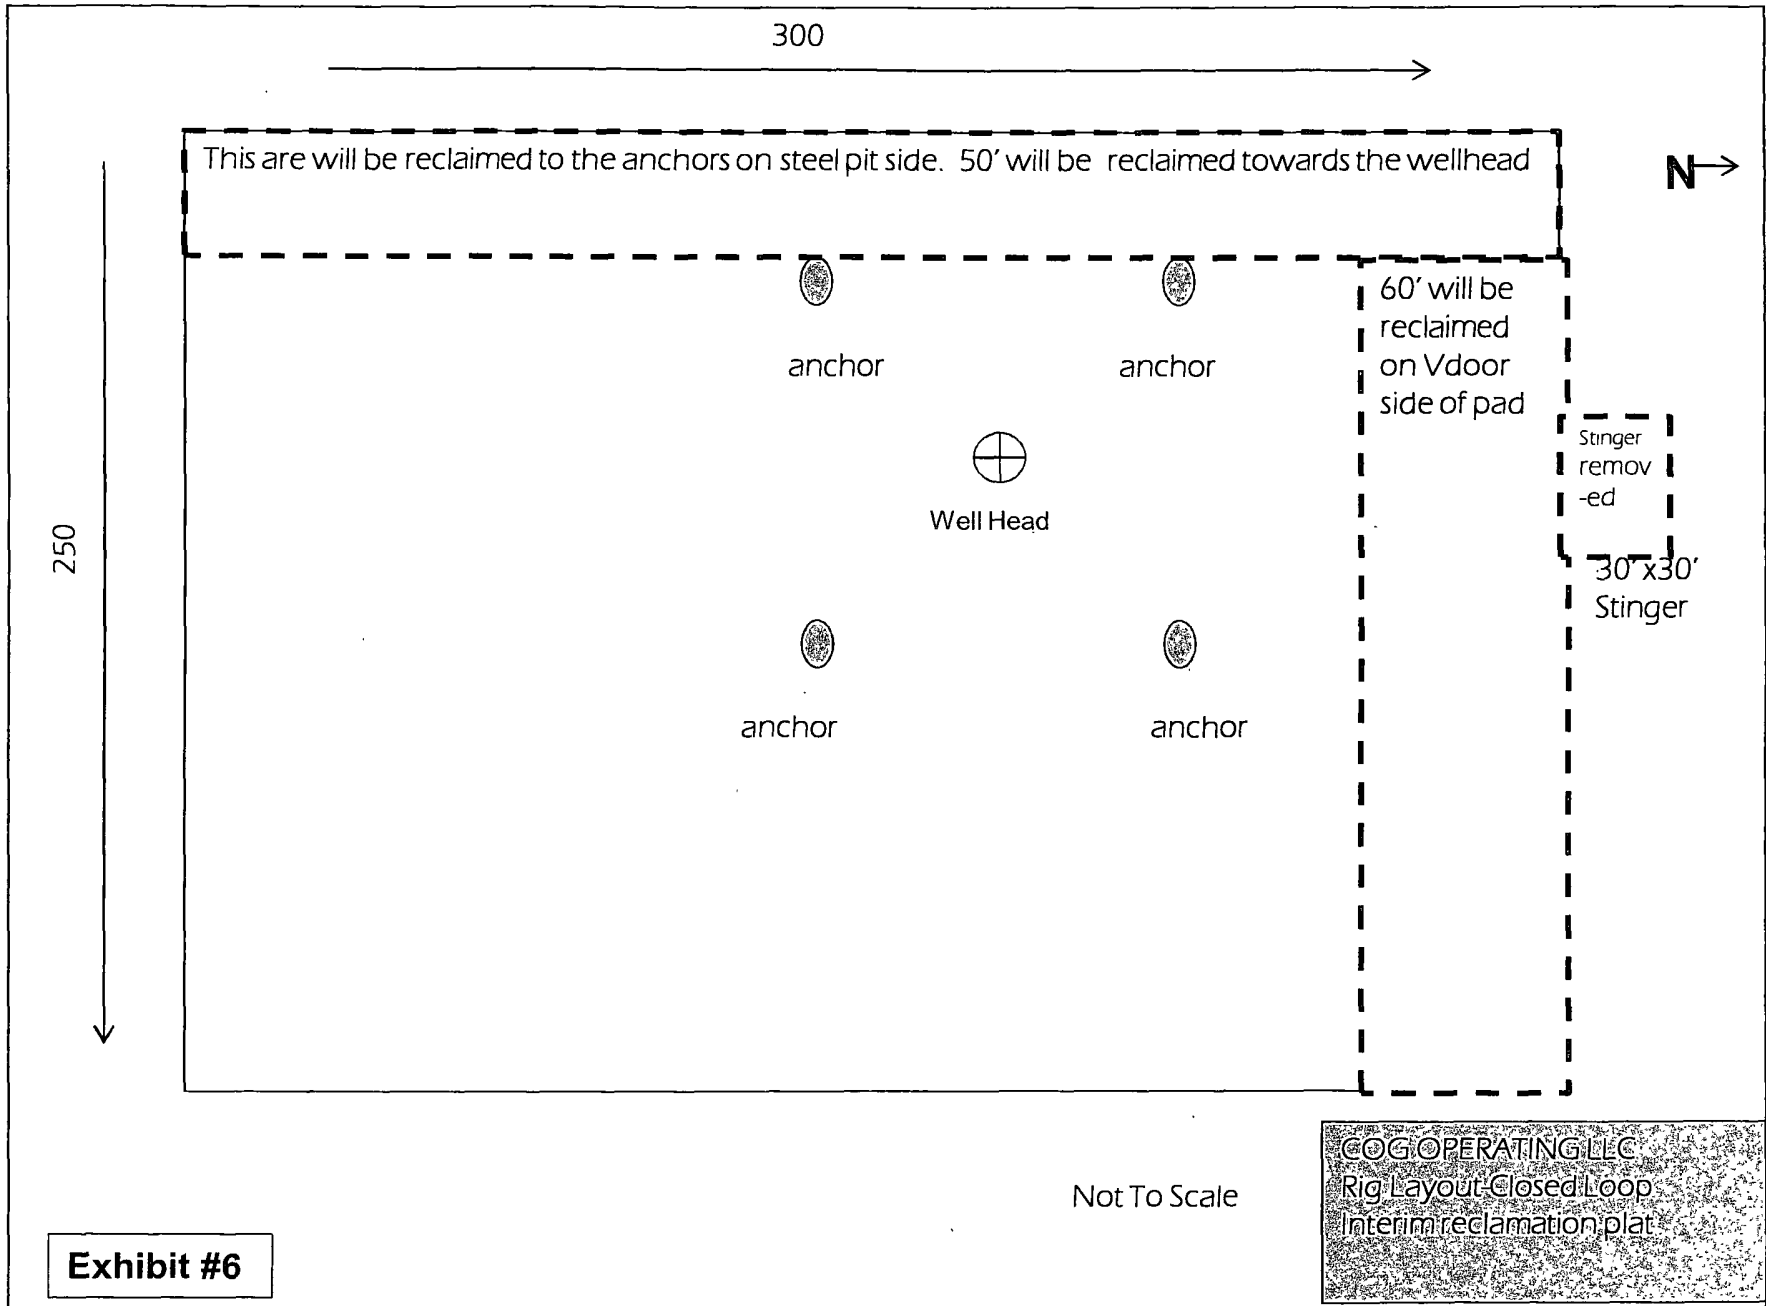 300
This are will be reclaimed to the anchors on steel pit side. 50' will be reclaimed towards the wellhead
N
60' will be
reclaimed
on Vdoor
side of pad
anchor
anchor
Stinger
remov
-ed
Well Head
250
30'x30'
Stinger
anchor
anchor
Not To Scale
COG OPERATING LLC
Rig Layout-Closed Loop
Interim reclamation plat
Exhibit #6